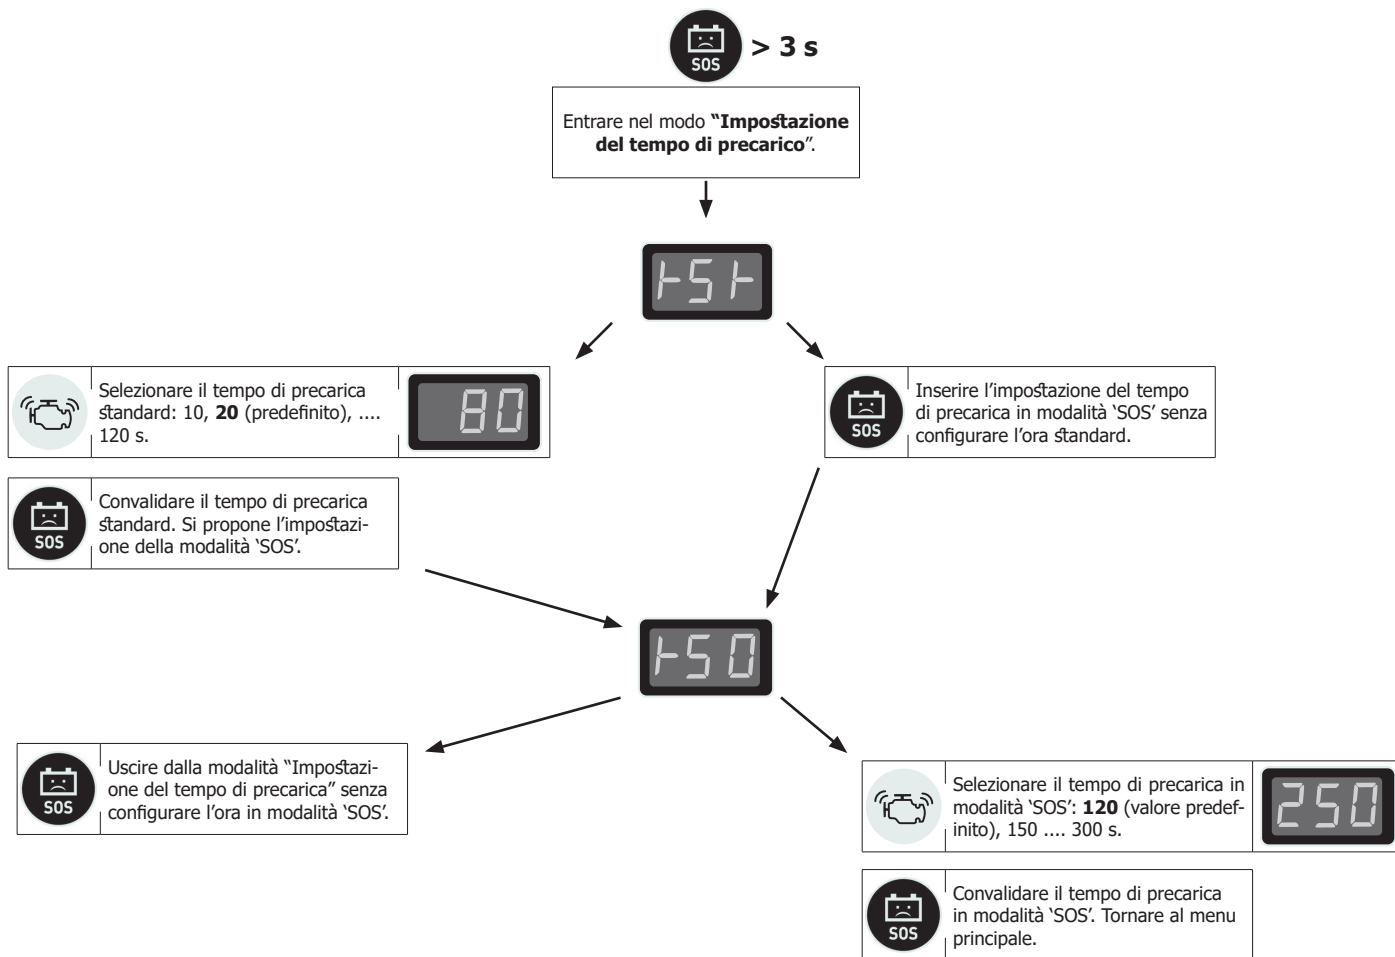 SOS
> 3 s
Entrare nel modo “Impostazione
del tempo di precarico”.
⊦5⊦
Selezionare il tempo di precarica
standard: 10, 20 (predefinito), ....
120 s.
80
SOS
Inserire l’impostazione del tempo
di precarica in modalità ‘SOS’ senza
configurare l’ora standard.
SOS
Convalidare il tempo di precarica
standard. Si propone l’impostazi-
one della modalità ‘SOS’.
⊦50
SOS
Uscire dalla modalità “Impostazi-
one del tempo di precarica” senza
configurare l’ora in modalità ‘SOS’.
Selezionare il tempo di precarica in
modalità ‘SOS’: 120 (valore predef-
inito), 150 .... 300 s.
250
SOS
Convalidare il tempo di precarica
in modalità ‘SOS’. Tornare al menu
principale.